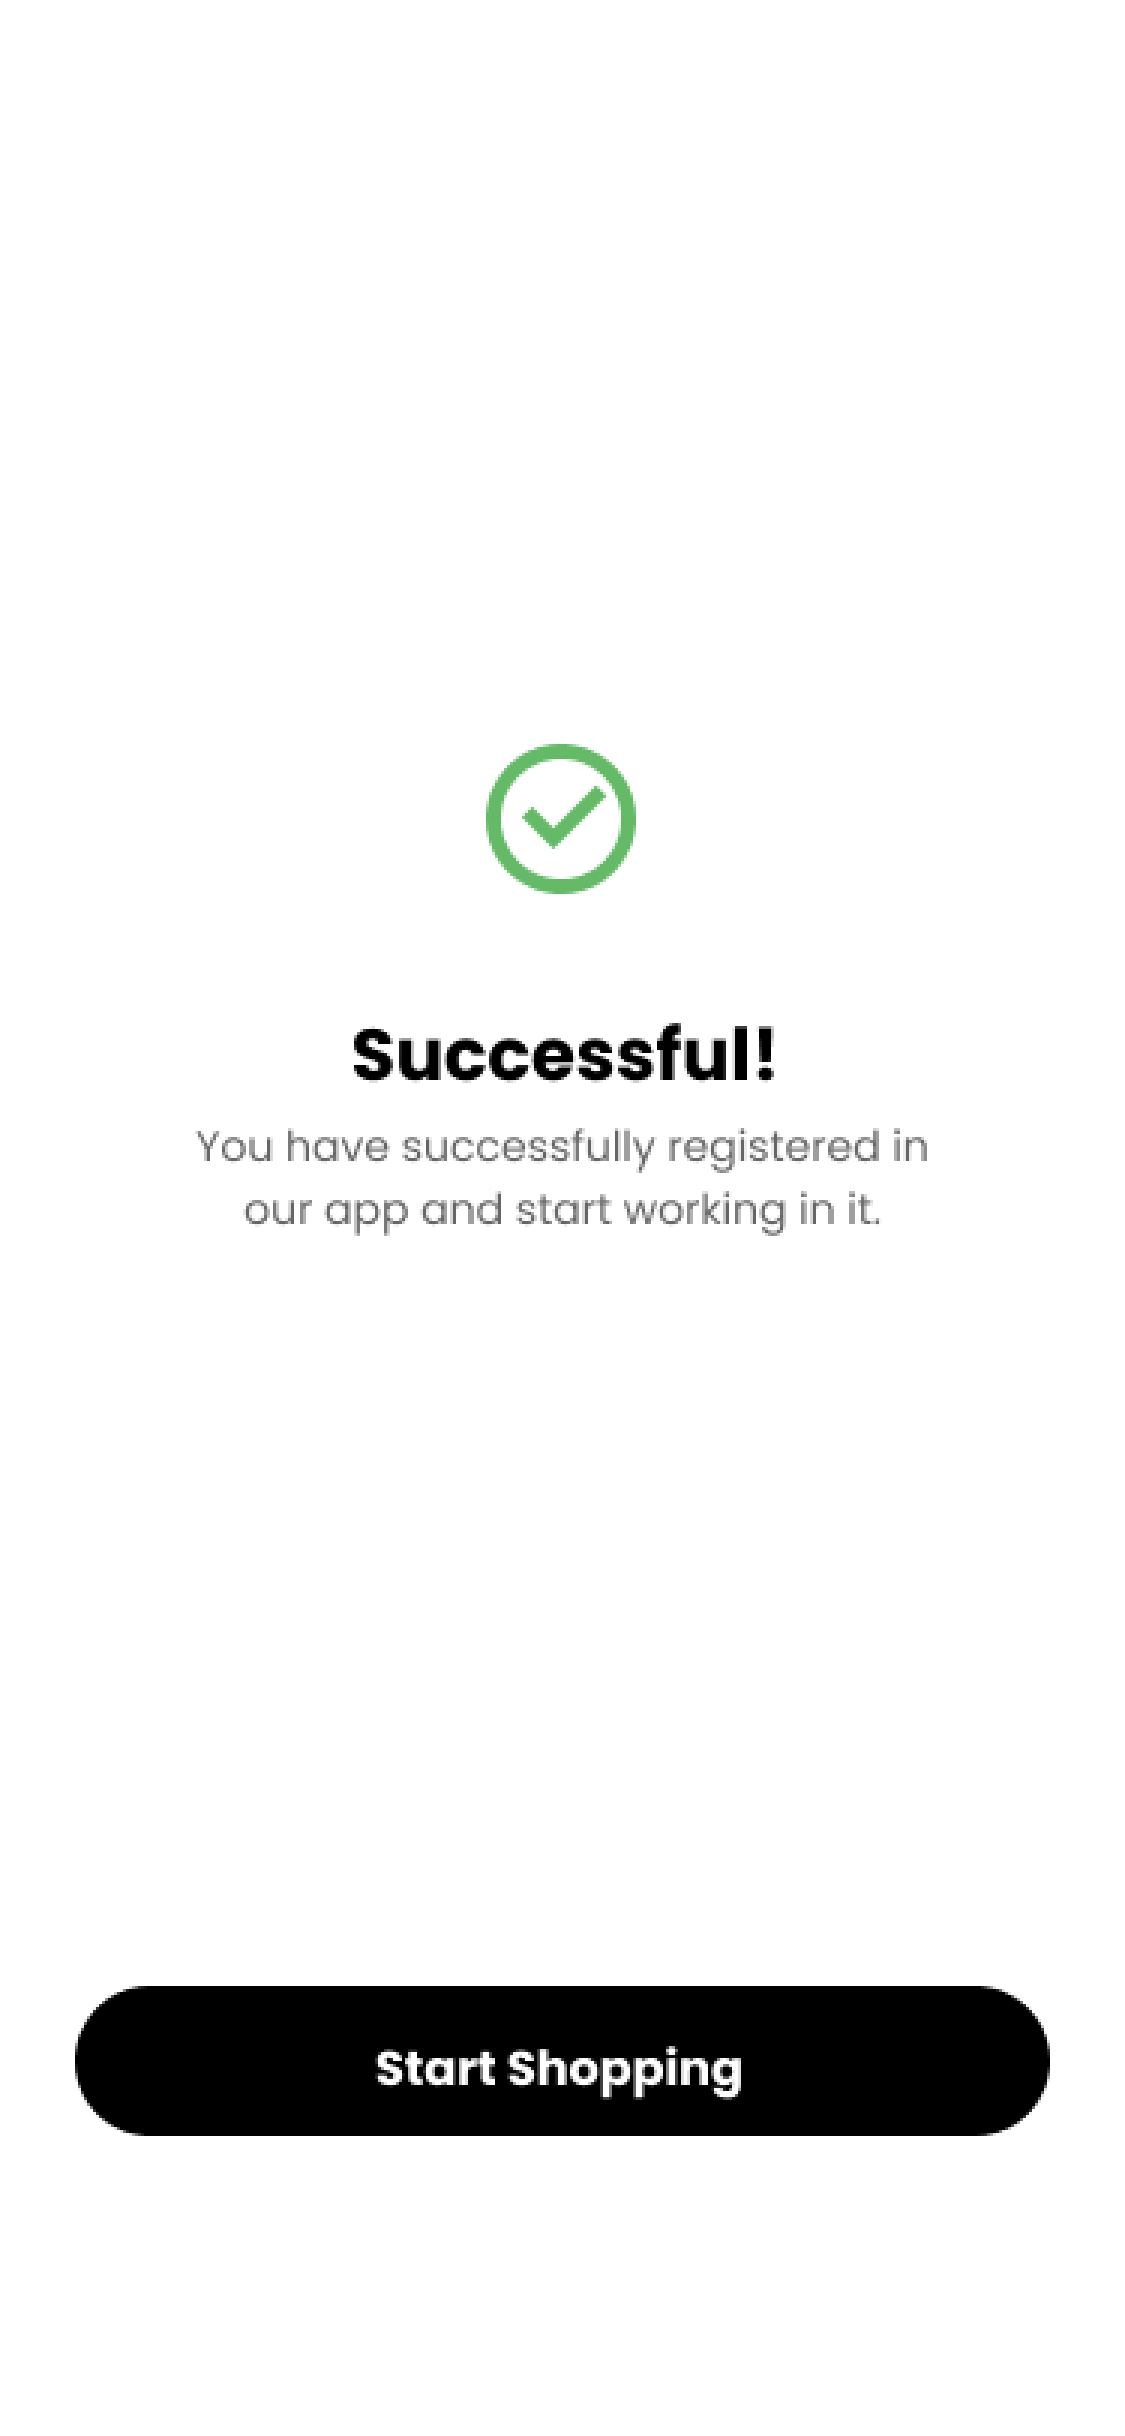 Successful!
You have successfully registered in
our app and start working in it.
Start Shopping